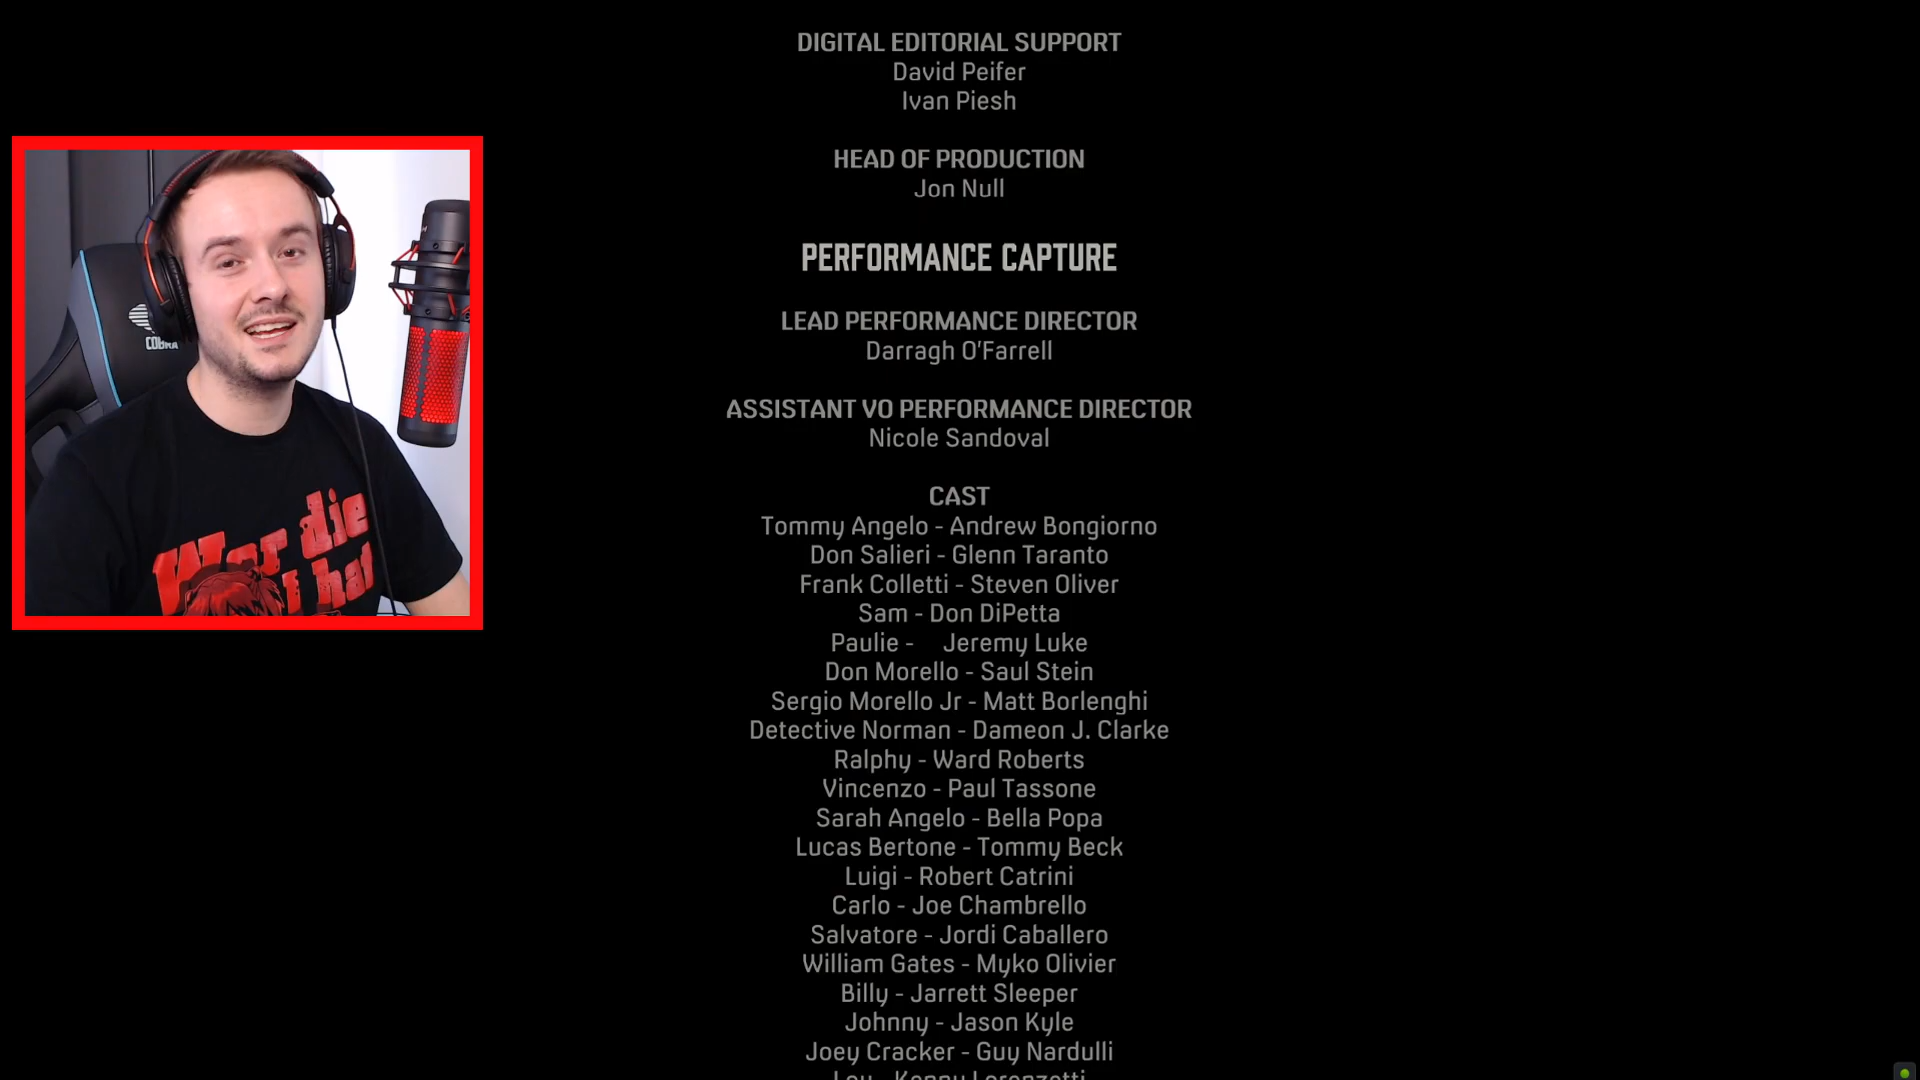 DIGITAL EDITORIAL SUPPORT
David Peifer
Ivan Piesh
HEAD OF PRODUCTION
Jon Null
PERFORMANCE CAPTURE
LEAD PERFORMANCE DIRECTOR
Darragh O'Farrell
ASSISTANT VO PERFORMANCE DIRECTOR
Nicole Sandoval
CAST
Tommy Angelo - Andrew Bongiorno
Don Salieri - Glenn Taranto
Frank Colletti - Steven Oliver
Sam - Don DiPetta
Paulie - Jeremy Luke
Don Morello - Saul Stein
Sergio Morello Jr - Matt Borlenghi
Detective Norman - Dameon J. Clarke
Ralphy - Ward Roberts
Vincenzo - Paul Tassone
Sarah Angelo - Bella Popa
Lucas Bertone - Tommy Beck
Luigi - Robert Catrini
Carlo - Joe Chambrello
Salvatore - Jordi Caballero
William Gates - Myko Olivier
Billy - Jarrett Sleeper
Johnny - Jason Kyle
Joey Cracker - Guy Nardulli
COBRA
Wer die